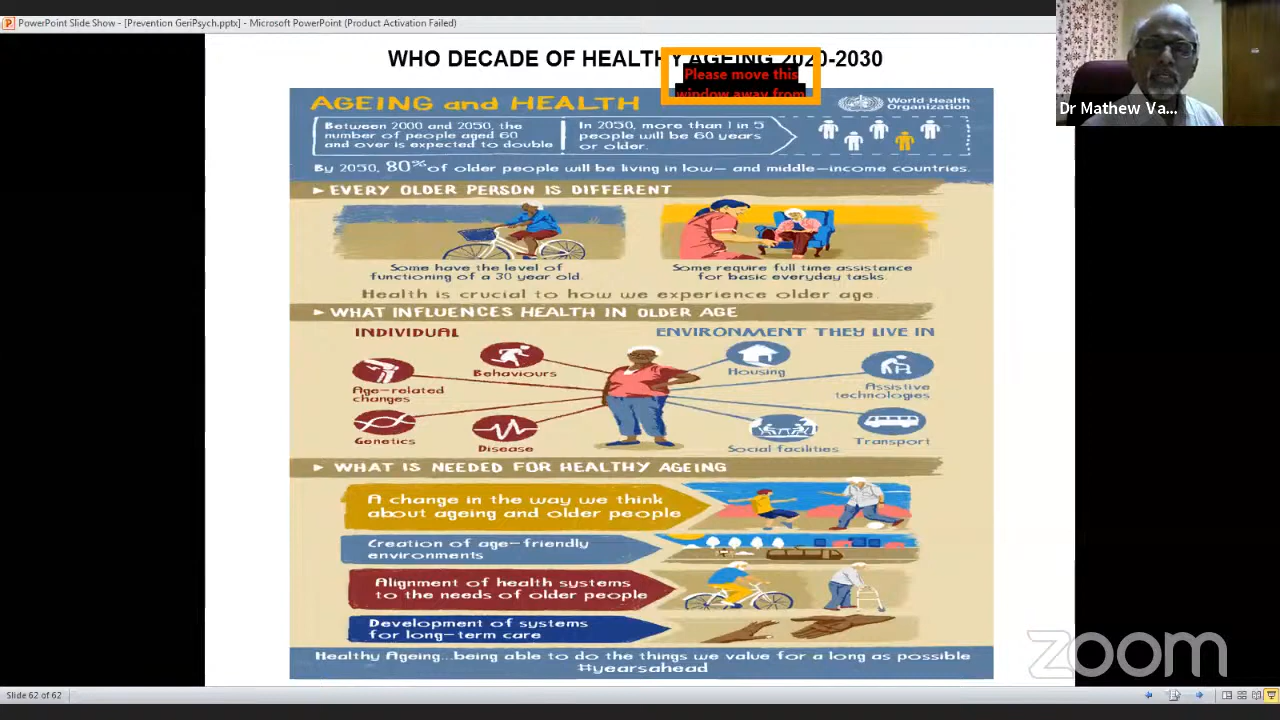 PowerPoint Slide Show - [Prevention GeriPsych.pptx] - Microsoft PowerPoint (Product Activation Failed)
WHO DECADE OF HEALTHY AGEING 2020-2030
Please move this
window away from
Dr Mathew Va...
AGEING and HEALTH
World Health
Organization
Between 2000 and 2050, the
number of people aged 60
and over is expected to double
In 2050, more than 1 in 5
people will be 60 years
or older.
By 2050, 80% of older people will be living in low- and middle-income countries.
EVERY OLDER PERSON IS DIFFERENT
Some have the level of
functioning of a 30 year old.
Some require full time assistance
for basic everyday tasks.
Health is crucial to how we experience older age.
WHAT INFLUENCES HEALTH IN OLDER AGE
INDIVIDUAL
ENVIRONMENT THEY LIVE IN
Behaviours
Age-related
changes
Genetics
Disease
Housing
Assistive
technologies
Social facilities
Transport
WHAT IS NEEDED FOR HEALTHY AGEING
A change in the way we think
about ageing and older people
Creation of age-friendly
environments
Alignment of health systems
to the needs of older people
Development of systems
for long-term care
Healthy Ageing...being able to do the things we value for a long as possible
#yearsahead
zoom
Slide 62 of 62